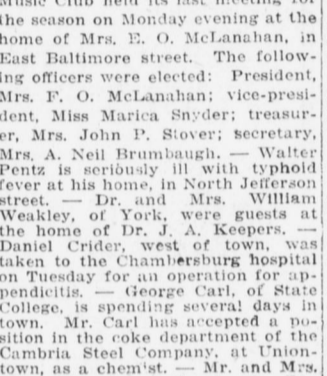 Music Club held its last meeting for
the season on Monday evening at the
home of Mrs. E. O. McLanahan, in
East Baltimore street. The follow-
ing officers were elected: President,
Mrs. F. O. McLanahan; vice-presi-
dent, Miss Marica Snyder; treasur-
er, Mrs. John P. Stover; secretary,
Mrs. A. Neil Brumbaugh. — Walter
Pentz is seriously ill with typhoid
fever at his home, in North Jefferson
street. — Dr. and Mrs. William
Weakley, of York, were guests at
the home of Dr. J. A. Keepers. —
Daniel Crider, west of town, was
taken to the Chambersburg hospital
on Tuesday for an operation for ap-
pendicitis. — George Carl, of State
College, is spending several days in
town. Mr. Carl has accepted a po-
sition in the coke department of the
Cambria Steel Company, at Union-
town, as a chem'st. — Mr. and Mrs.